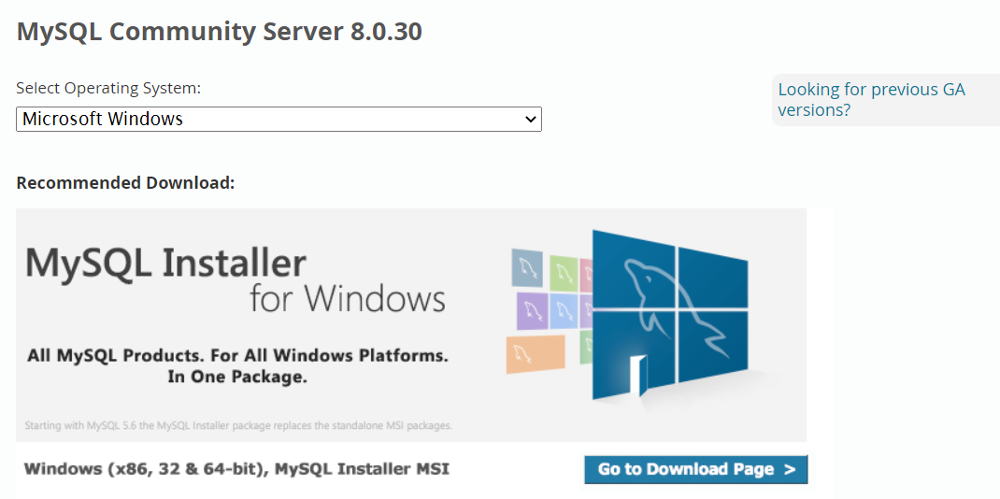 MySQL Community Server 8.0.30
Select Operating System:
Microsoft Windows
Looking for previous GA
versions?
Recommended Download:
MySQL Installer
for Windows
All MySQL Products. For All Windows Platforms.
In One Package.
Starting with MySQL 5.6 the MySQL Installer package replaces the standalone MSI packages.
Windows (x86, 32 & 64-bit), MySQL Installer MSI
Go to Download Page >